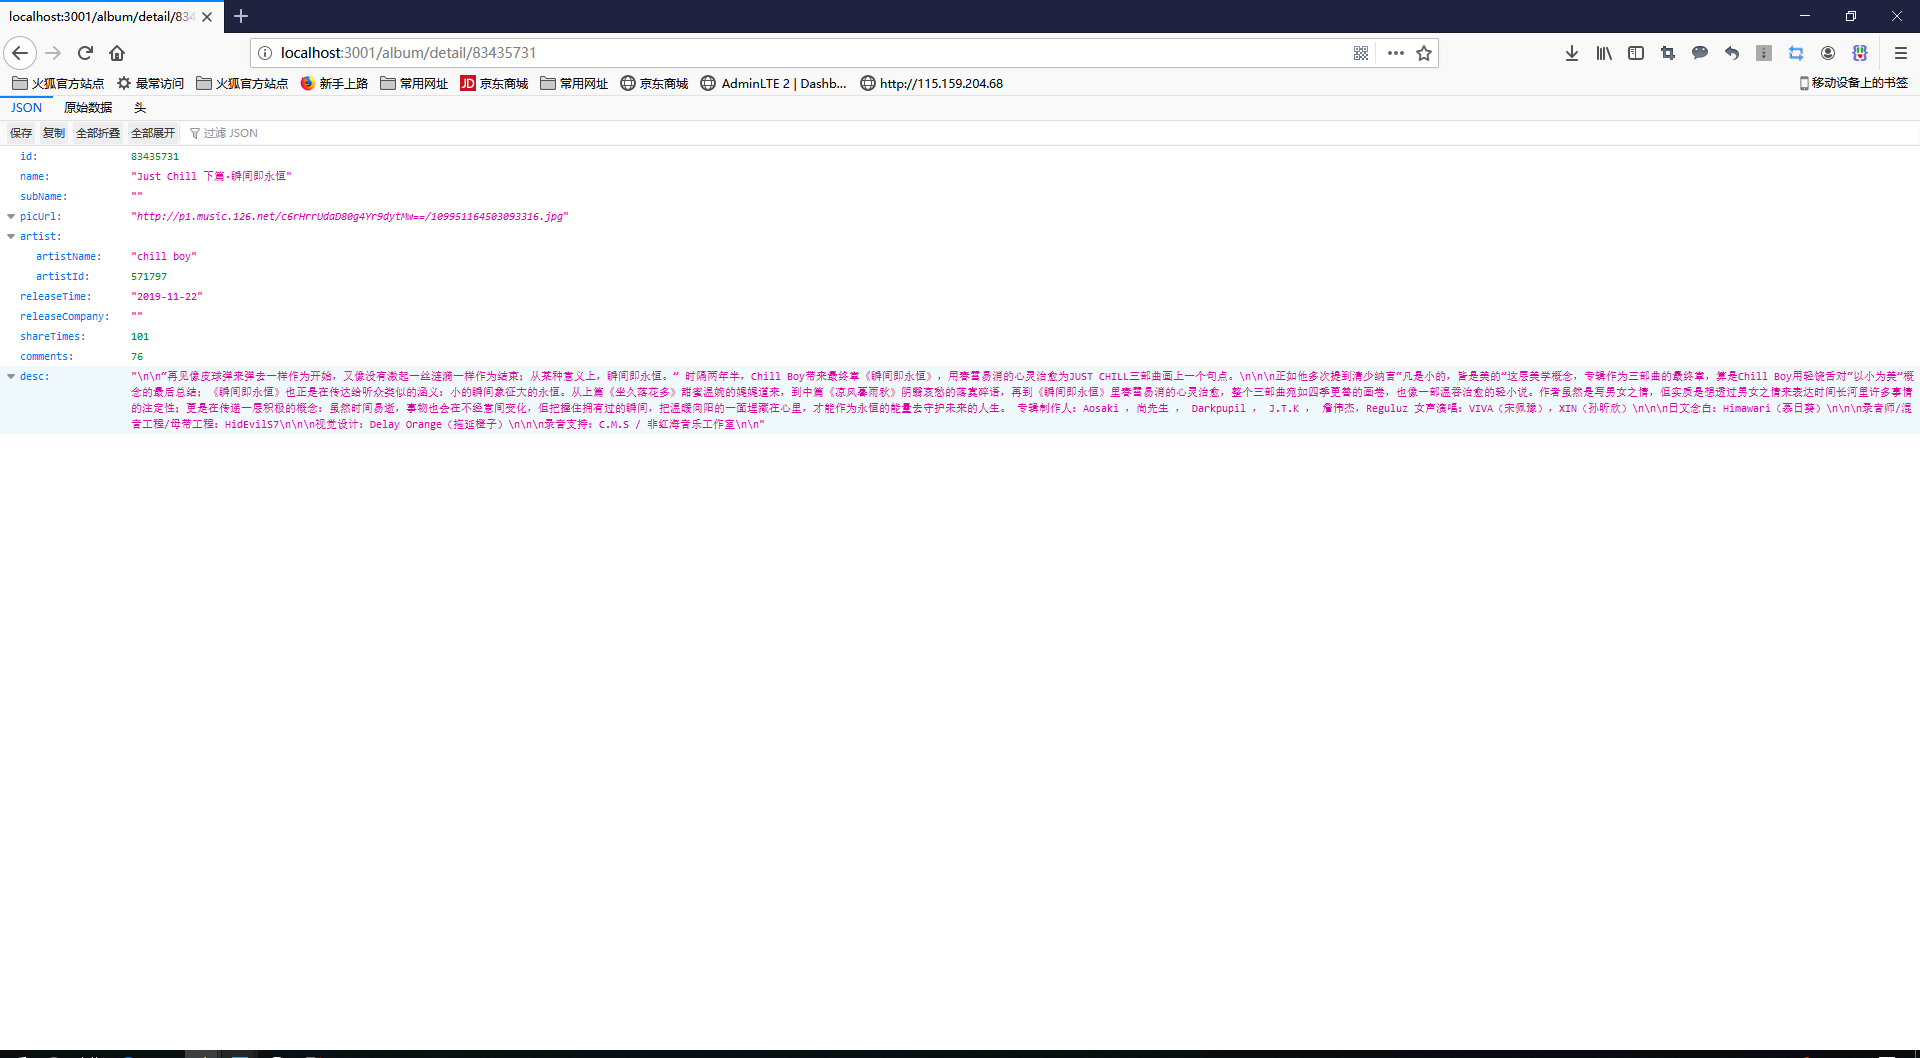 localhost:3001/album/detail/834
localhost:3001/album/detail/83435731
火狐官方站点 最常访问 火狐官方站点 新手上路 常用网址 JD 京东商城 常用网址 京东商城 AdminLTE 2 | Dashb... http://115.159.204.68 移动设备上的书签
JSON 原始数据 头
保存 复制 全部折叠 全部展开 过滤 JSON
id: 83435731
name: "Just Chill 下篇·瞬间即永恒"
subName: ""
picUrl: "http://p1.music.126.net/c6rHrrUdaD80g4Yr9dytMw==/109951164503093316.jpg"
artist:
artistName: "chill boy"
artistId: 571797
releaseTime: "2019-11-22"
releaseCompany: ""
shareTimes: 101
comments: 76
desc: "\n\n“再见像皮球弹来弹去一样作为开始，又像没有激起一丝涟漪一样作为结束；从某种意义上，瞬间即永恒。” 时隔两年半，Chill Boy带来最终章《瞬间即永恒》，用春雪易消的心灵治愈为JUST CHILL三部曲画上一个句点。\n\n\n正如他多次提到清少纳言“凡是小的，皆是美的”这层美学概念，专辑作为三部曲的最终章，算是Chill Boy用轻饶舌对“以小为美”概
念的最后总结；《瞬间即永恒》也正是在传达给听众类似的涵义：小的瞬间象征大的永恒。从上篇《坐久落花多》甜蜜温婉的娓娓道来，到中篇《凉风暮雨秋》阴翳哀愁的落寞碎语，再到《瞬间即永恒》里春雪易消的心灵治愈，整个三部曲宛如四季更替的画卷，也像一部温吞治愈的轻小说。作者虽然是写男女之情，但实质是想透过男女之情来表达时间长河里许多事情
的注定性；更是在传递一层积极的概念：虽然时间易逝，事物也会在不经意间变化，但把握住拥有过的瞬间，把温暖向阳的一面埋藏在心里，才能作为永恒的能量去守护未来的人生。 专辑制作人：Aosaki ，尚先生 ， Darkpupil ， J.T.K ， 詹伟杰，Reguluz 女声演唱：VIVA（宋佩豫），XIN（孙昕欣）\n\n\n日文念白：Himawari（慕日葵）\n\n\n录音师/混
音工程/母带工程：HidEvilS7\n\n\n视觉设计：Delay Orange（拖延橙子）\n\n\n录音支持：C.M.S / 非红海音乐工作室\n\n"